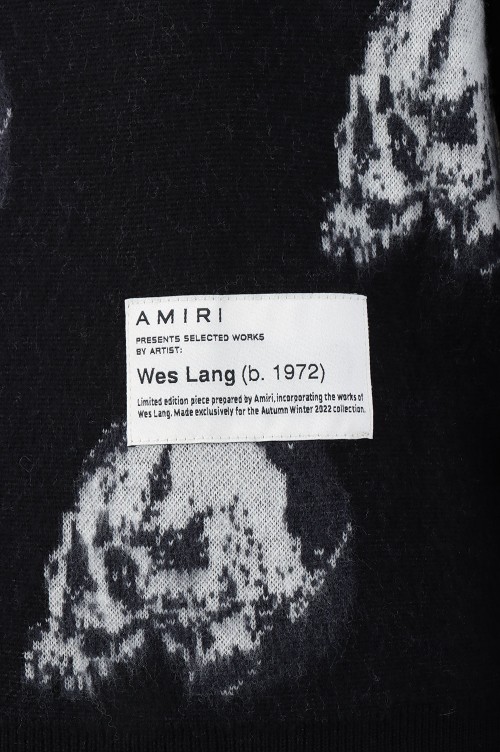 AMIRI
PRESENTS SELECTED WORKS
BY ARTIST:
Wes Lang (b. 1972)
Limited edition piece prepared by Amiri, incorporating the works of
Wes Lang. Made exclusively for the Autumn Winter 2022 collection.